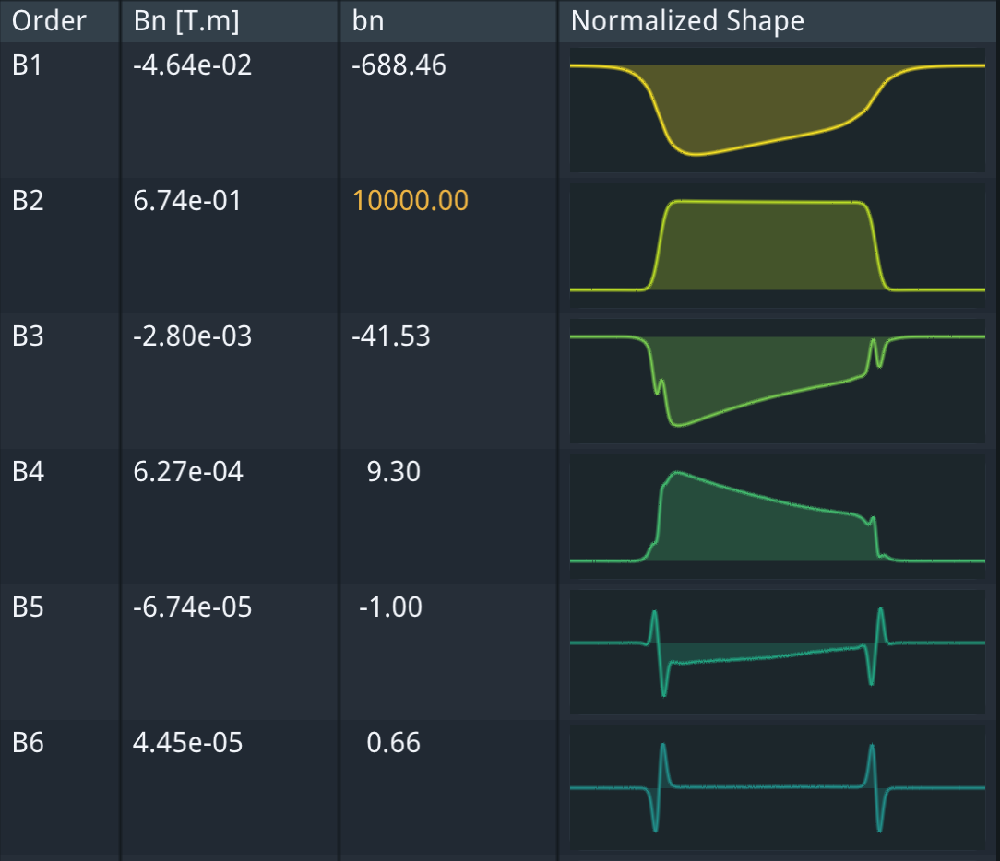 Order Bn [T.m] bn Normalized Shape
B1 -4.64e-02 -688.46
B2 6.74e-01 10000.00
B3 -2.80e-03 -41.53
B4 6.27e-04 9.30
B5 -6.74e-05 -1.00
B6 4.45e-05 0.66